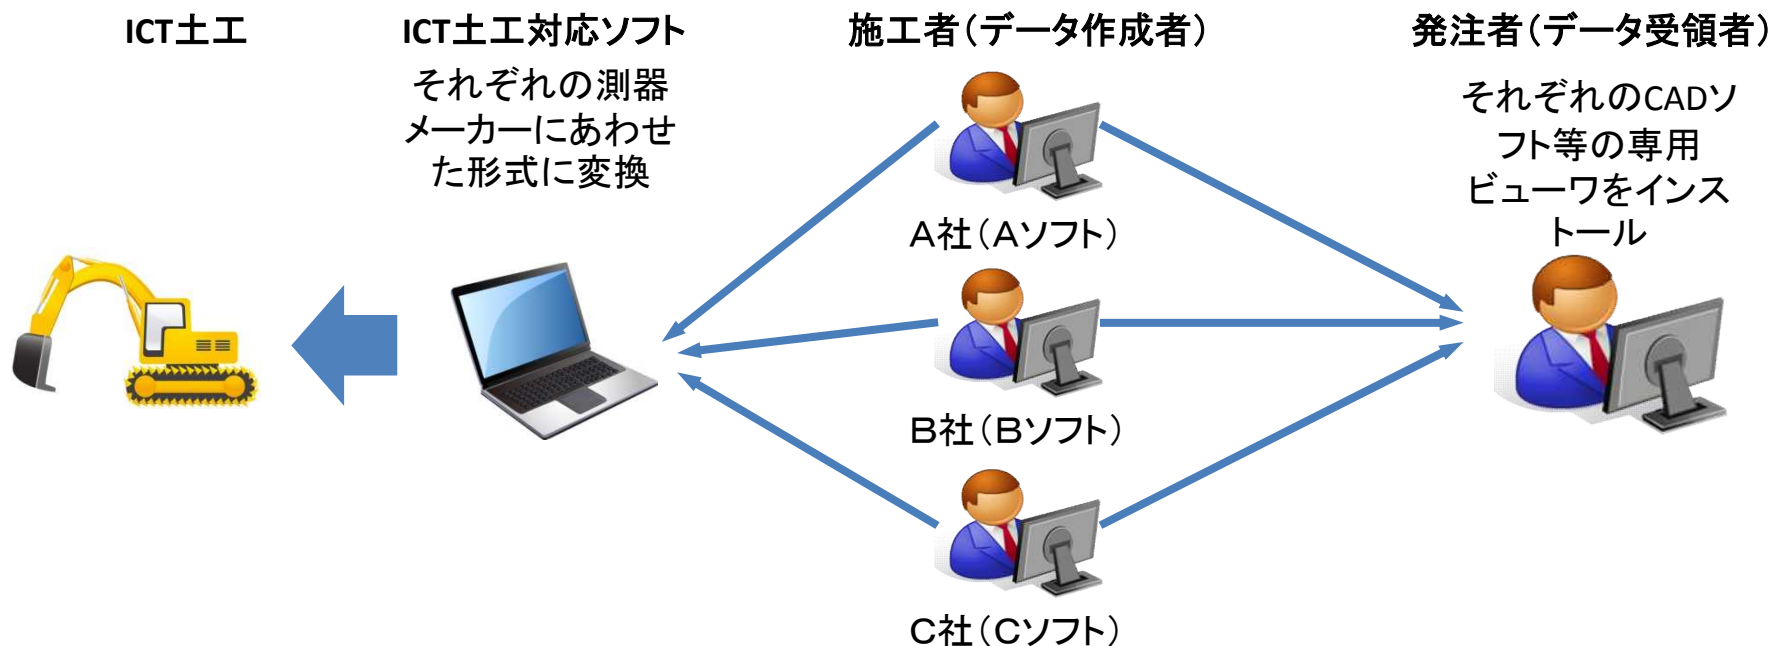 ICT土工
ICT土工対応ソフト
それぞれの測器
メーカーにあわせ
た形式に変換
施工者（データ作成者）
A社（Aソフト）
B社（Bソフト）
C社（Cソフト）
発注者（データ受領者）
それぞれのCADソ
フト等の専用
ビューワをインス
トール